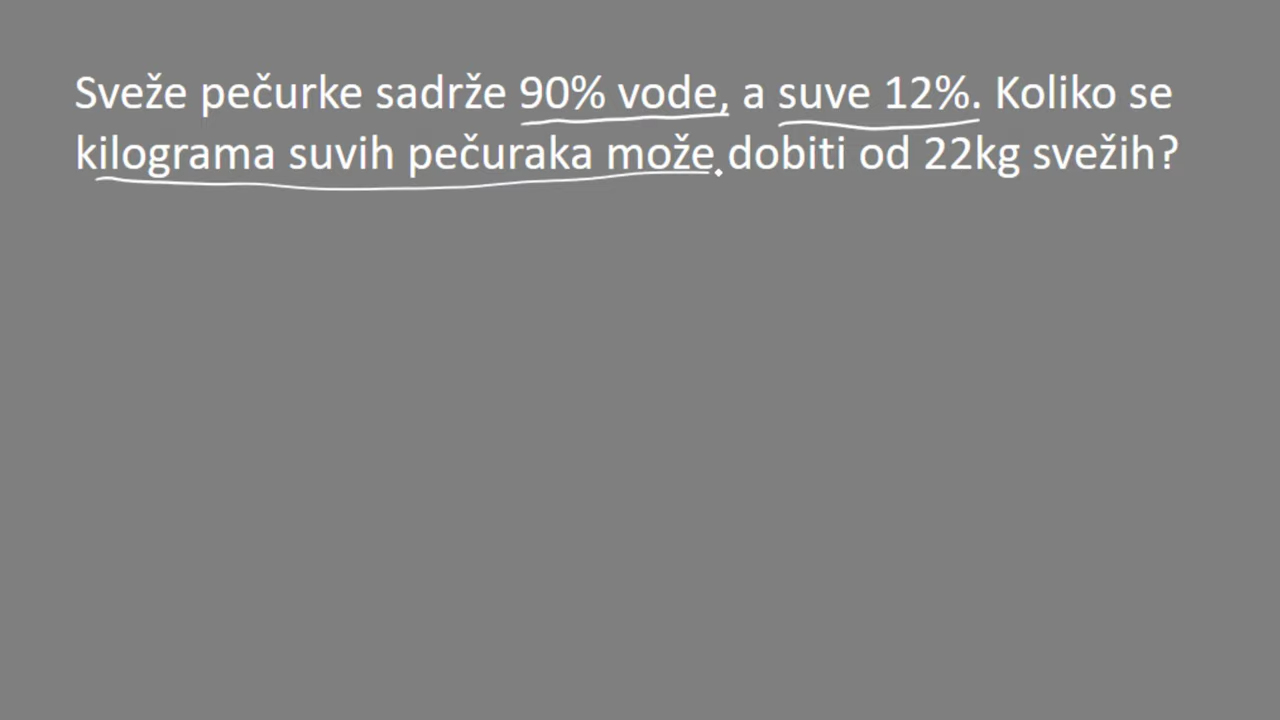 Sveže pečurke sadrže 90% vode, a suve 12%. Koliko se
kilograma suvih pečuraka može dobiti od 22kg svežih?